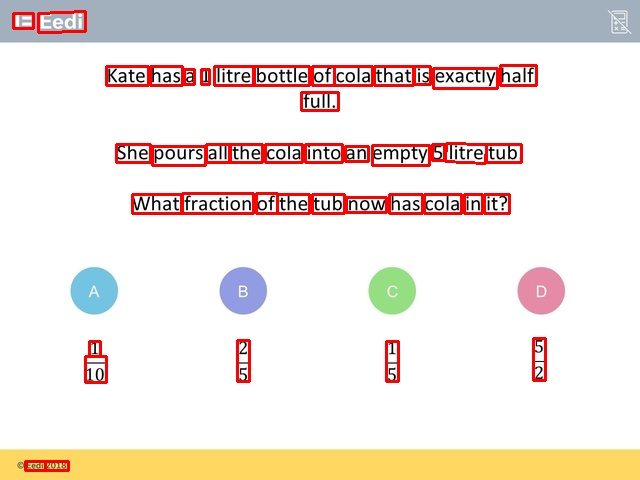 Eedi
Kate has a 1 litre bottle of cola that is exactly half
full.
She pours all the cola into an empty 5 litre tub
What fraction of the tub now has cola in it?
A B C D
1/10 2/5 1/5 5/2
© Eedi 2018